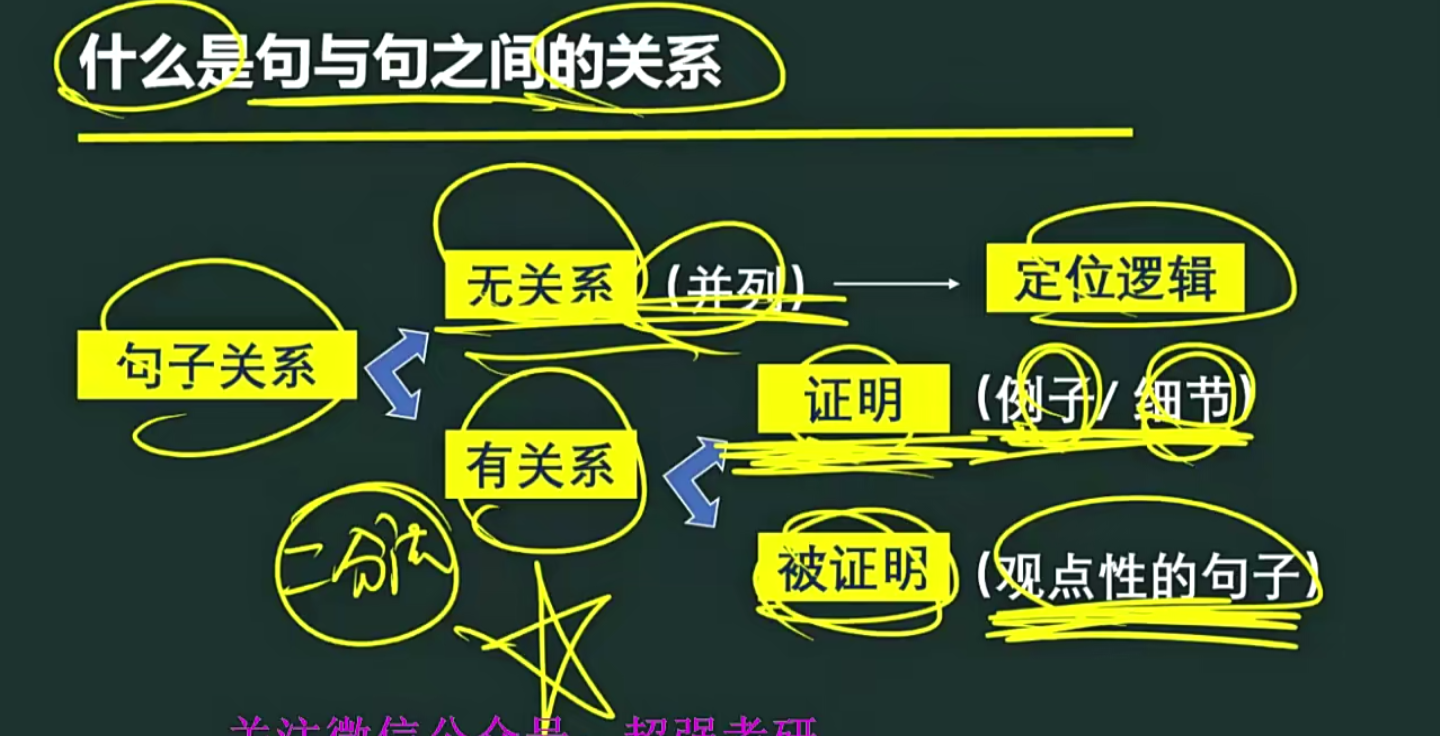 什么是句与句之间的关系
无关系 (并列) 定位逻辑
句子关系
证明 (例子/ 细节)
有关系
二分法
被证明 (观点性的句子)
关注微信公众号 超强考研